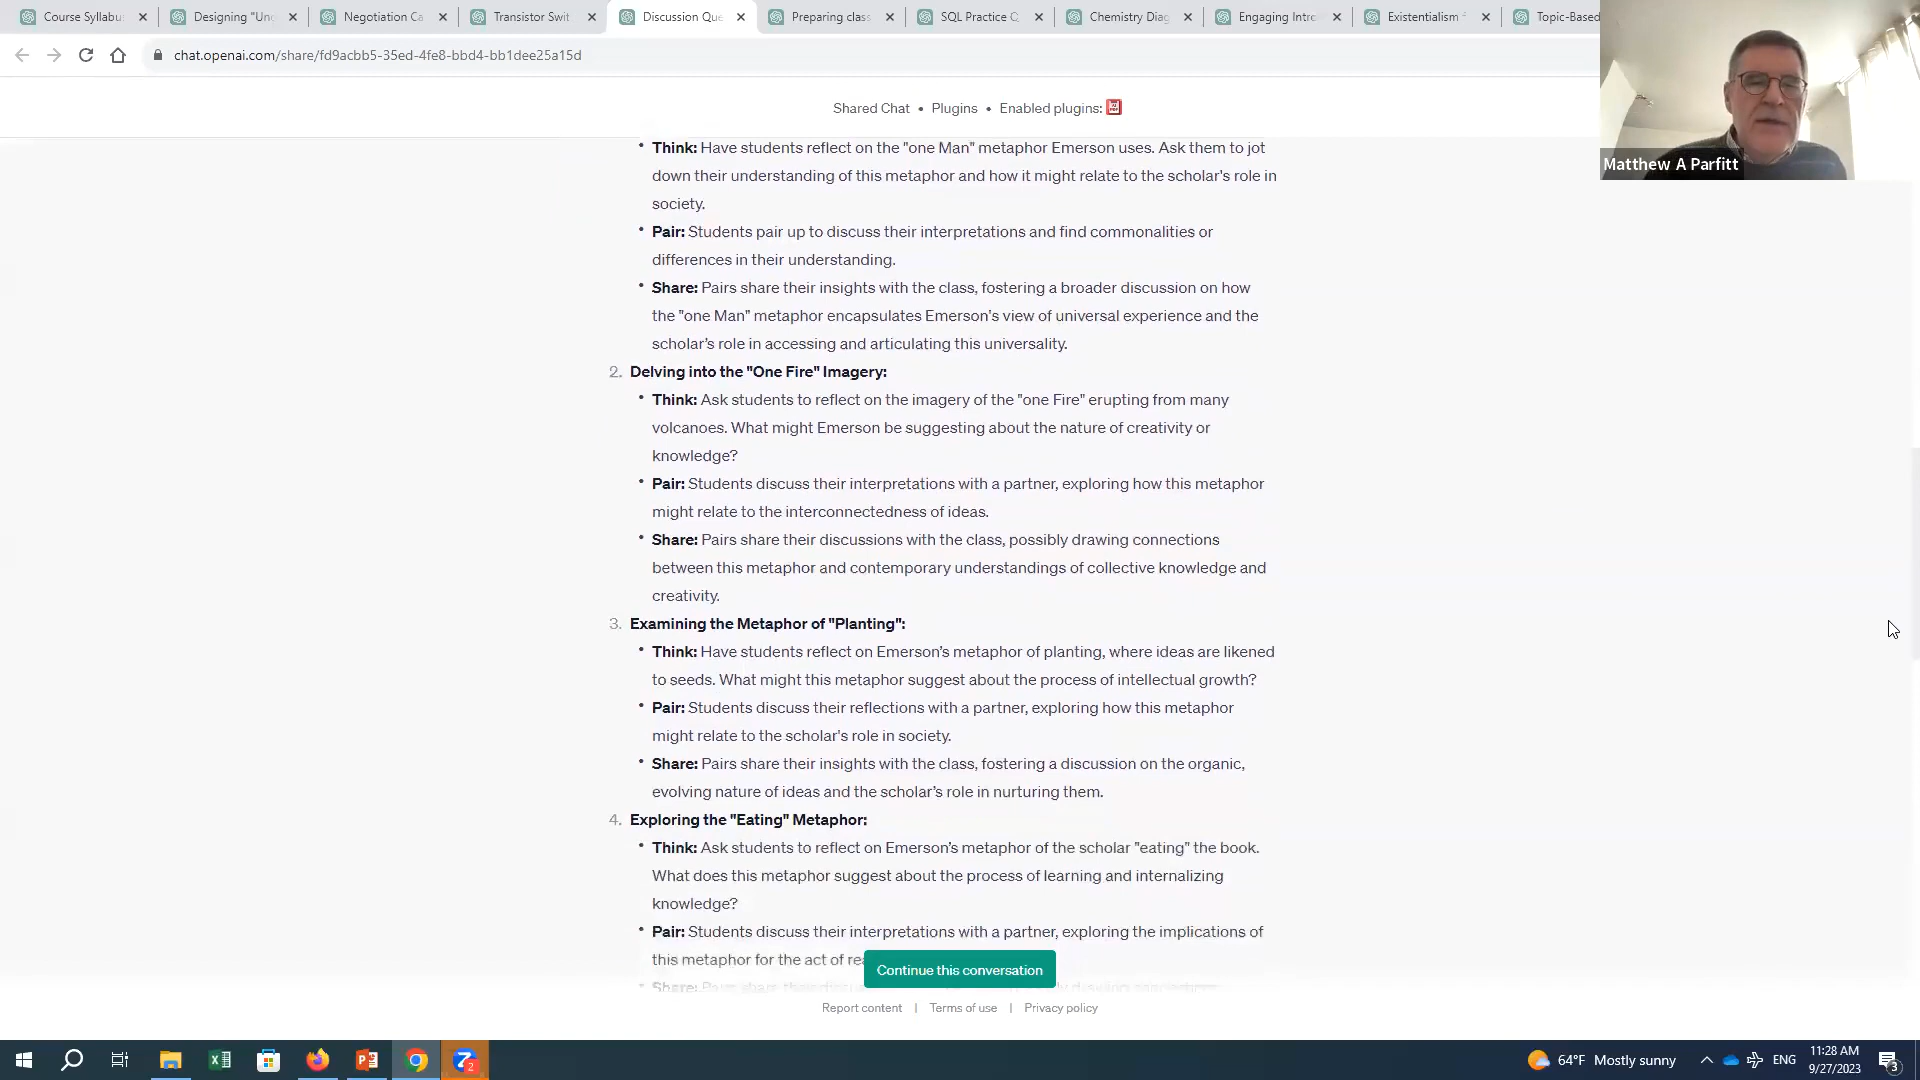 Course Syllabu
Designing "Unc
Negotiation Ca
Transistor Swit
Discussion Que
Preparing class
SQL Practice Q
Chemistry Diag
Engaging Intro
Existentialism
Topic-Based
chat.openai.com/share/fd9acbb5-35ed-4fe8-bbd4-bb1dee25a15d
Shared Chat • Plugins • Enabled plugins:
Matthew A Parfitt
• Think: Have students reflect on the "one Man" metaphor Emerson uses. Ask them to jot
down their understanding of this metaphor and how it might relate to the scholar's role in
society.
• Pair: Students pair up to discuss their interpretations and find commonalities or
differences in their understanding.
• Share: Pairs share their insights with the class, fostering a broader discussion on how
the "one Man" metaphor encapsulates Emerson's view of universal experience and the
scholar's role in accessing and articulating this universality.
2. Delving into the "One Fire" Imagery:
• Think: Ask students to reflect on the imagery of the "one Fire" erupting from many
volcanoes. What might Emerson be suggesting about the nature of creativity or
knowledge?
• Pair: Students discuss their interpretations with a partner, exploring how this metaphor
might relate to the interconnectedness of ideas.
• Share: Pairs share their discussions with the class, possibly drawing connections
between this metaphor and contemporary understandings of collective knowledge and
creativity.
3. Examining the Metaphor of "Planting":
• Think: Have students reflect on Emerson's metaphor of planting, where ideas are likened
to seeds. What might this metaphor suggest about the process of intellectual growth?
• Pair: Students discuss their reflections with a partner, exploring how this metaphor
might relate to the scholar's role in society.
• Share: Pairs share their insights with the class, fostering a discussion on the organic,
evolving nature of ideas and the scholar's role in nurturing them.
4. Exploring the "Eating" Metaphor:
• Think: Ask students to reflect on Emerson's metaphor of the scholar "eating" the book.
What does this metaphor suggest about the process of learning and internalizing
knowledge?
• Pair: Students discuss their interpretations with a partner, exploring the implications of
this metaphor for the act of rea
Continue this conversation
• Share: Pairs share their
Report content | Terms of use | Privacy policy
64°F Mostly sunny
ENG
11:28 AM
9/27/2023
3
2